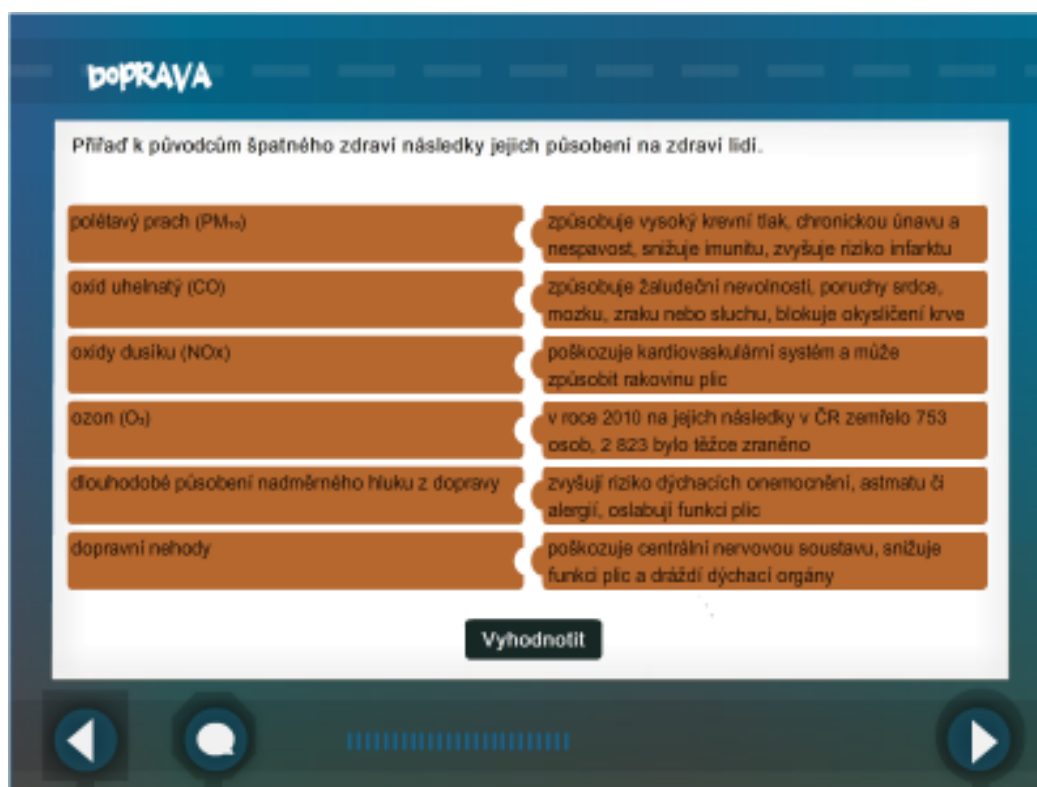 DOPRAVA
Přiřaď k původcům špatného zdraví následky jejich působení na zdraví lidí.
polétavý prach (PM₁₀)
způsobuje vysoký krevní tlak, chronickou únavu a
nespavost, snižuje imunitu, zvyšuje riziko infarktu
oxid uhelnatý (CO)
způsobuje žaludeční nevolnosti, poruchy srdce,
mozku, zraku nebo sluchu, blokuje okysličení krve
oxidy dusíku (NOx)
poškozuje kardiovaskulární systém a může
způsobit rakovinu plic
ozon (O₃)
v roce 2010 na jejich následky v ČR zemřelo 753
osob, 2 823 bylo těžce zraněno
dlouhodobé působení nadměrného hluku z dopravy
zvyšují riziko dýchacích onemocnění, astmatu či
alergií, oslabují funkci plic
dopravní nehody
poškozuje centrální nervovou soustavu, snižuje
funkci plic a dráždí dýchací orgány
Vyhodnotit